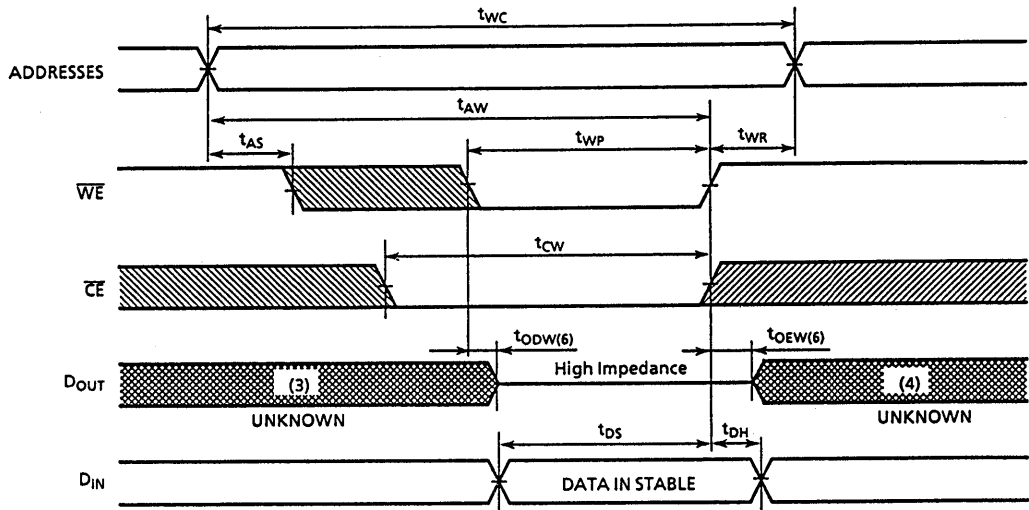 tWC
ADDRESSES
tAW
tAS
tWP
tWR
WE
tCW
CE
tODW(6)
tOEW(6)
DOUT
(3)
High Impedance
(4)
UNKNOWN
UNKNOWN
tDS
tDH
DIN
DATA IN STABLE